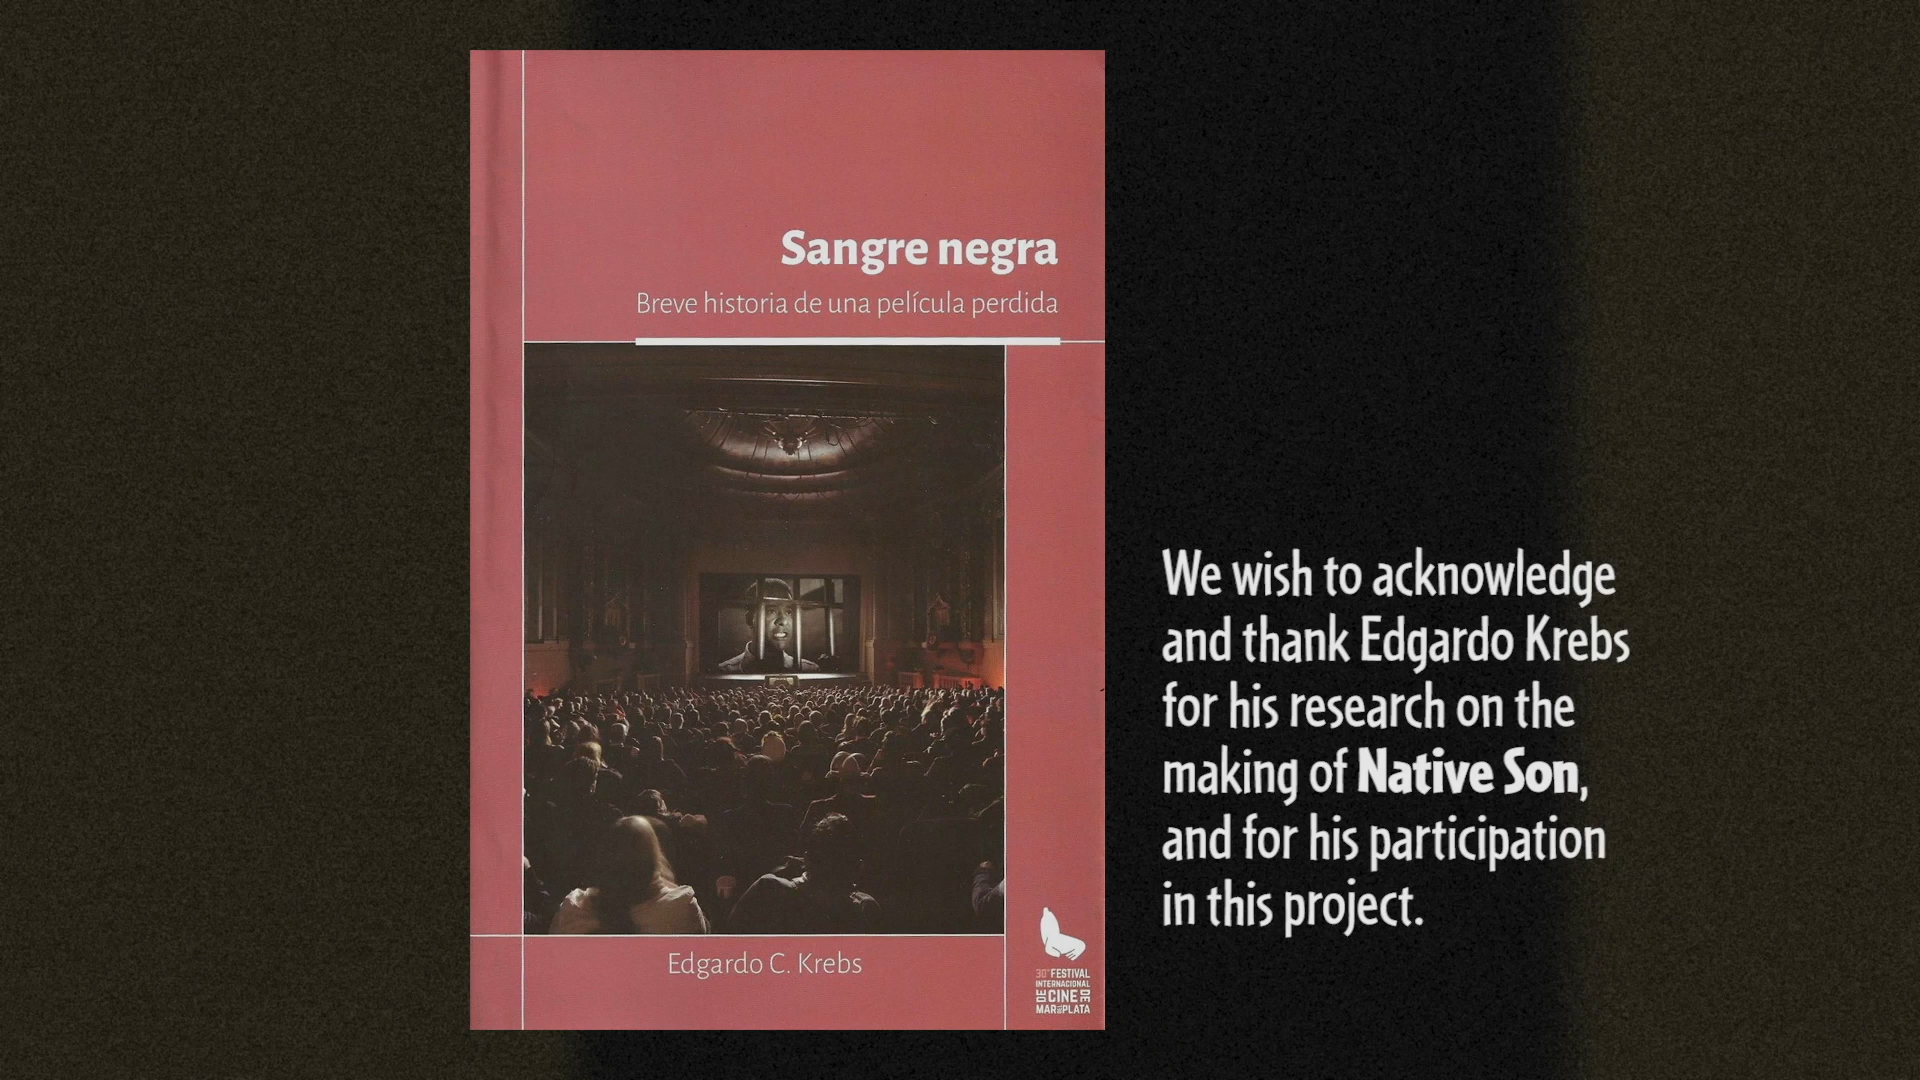 Sangre negra
Breve historia de una película perdida
Edgardo C. Krebs
30° FESTIVAL
INTERNACIONAL
DE CINE DE
MAR DEL PLATA
We wish to acknowledge
and thank Edgardo Krebs
for his research on the
making of Native Son,
and for his participation
in this project.